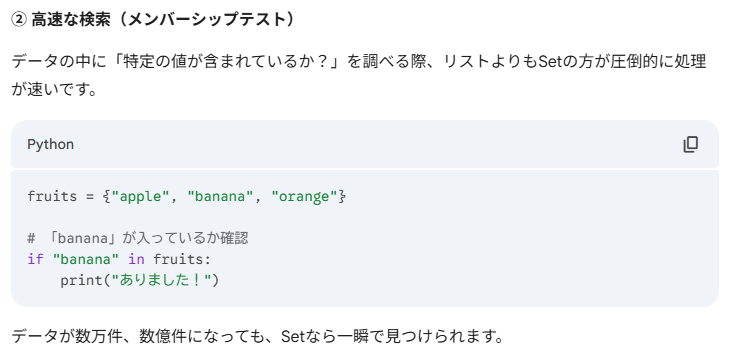 ② 高速な検索（メンバーシップテスト）
データの中に「特定の値が含まれているか？」を調べる際、リストよりもSetの方が圧倒的に処理
が速いです。
Python
fruits = {"apple", "banana", "orange"}
# 「banana」が入っているか確認
if "banana" in fruits:
    print("ありました！")
データが数万件、数億件になっても、Setなら一瞬で見つけられます。